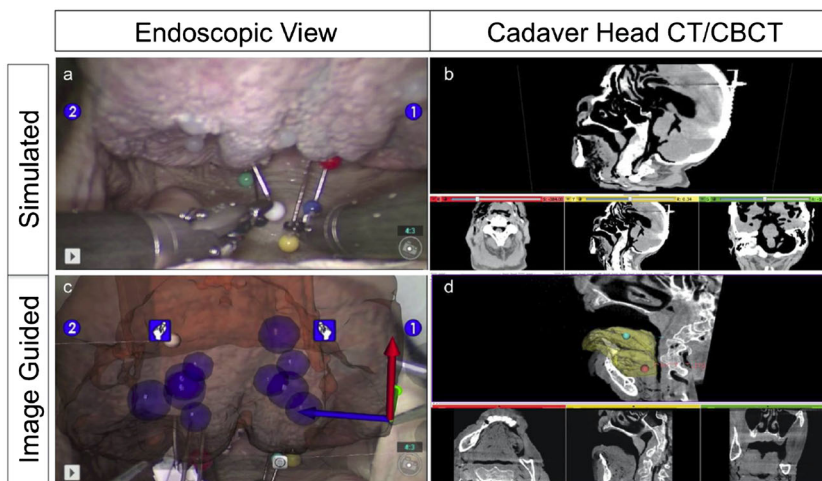 Endoscopic View
Cadaver Head CT/CBCT
Simulated
a
2
1
b
Image Guided
c
2
1
d